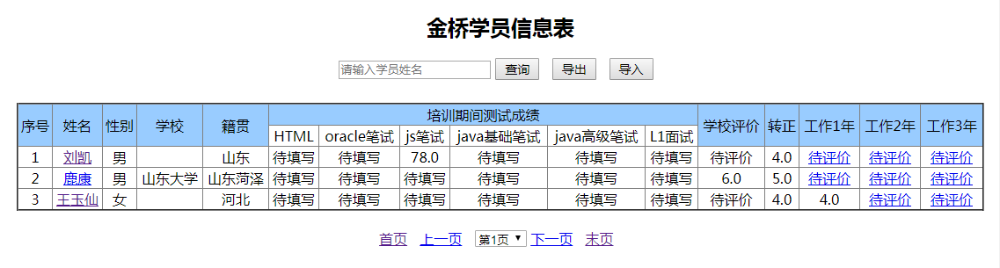 金桥学员信息表
请输入学员姓名 查询 导出 导入
序号 姓名 性别 学校 籍贯 培训期间测试成绩 学校评价 转正 工作1年 工作2年 工作3年
HTML oracle笔试 js笔试 java基础笔试 java高级笔试 L1面试
1 刘凯 男 山东 待填写 待填写 78.0 待填写 待填写 待填写 待评价 4.0 待评价 待评价 待评价
2 鹿康 男 山东大学 山东菏泽 待填写 待填写 待填写 待填写 待填写 待填写 6.0 5.0 待评价 待评价 待评价
3 王玉仙 女 河北 待填写 待填写 待填写 待填写 待填写 待填写 待评价 4.0 4.0 待评价 待评价
首页 上一页 第1页 下一页 末页